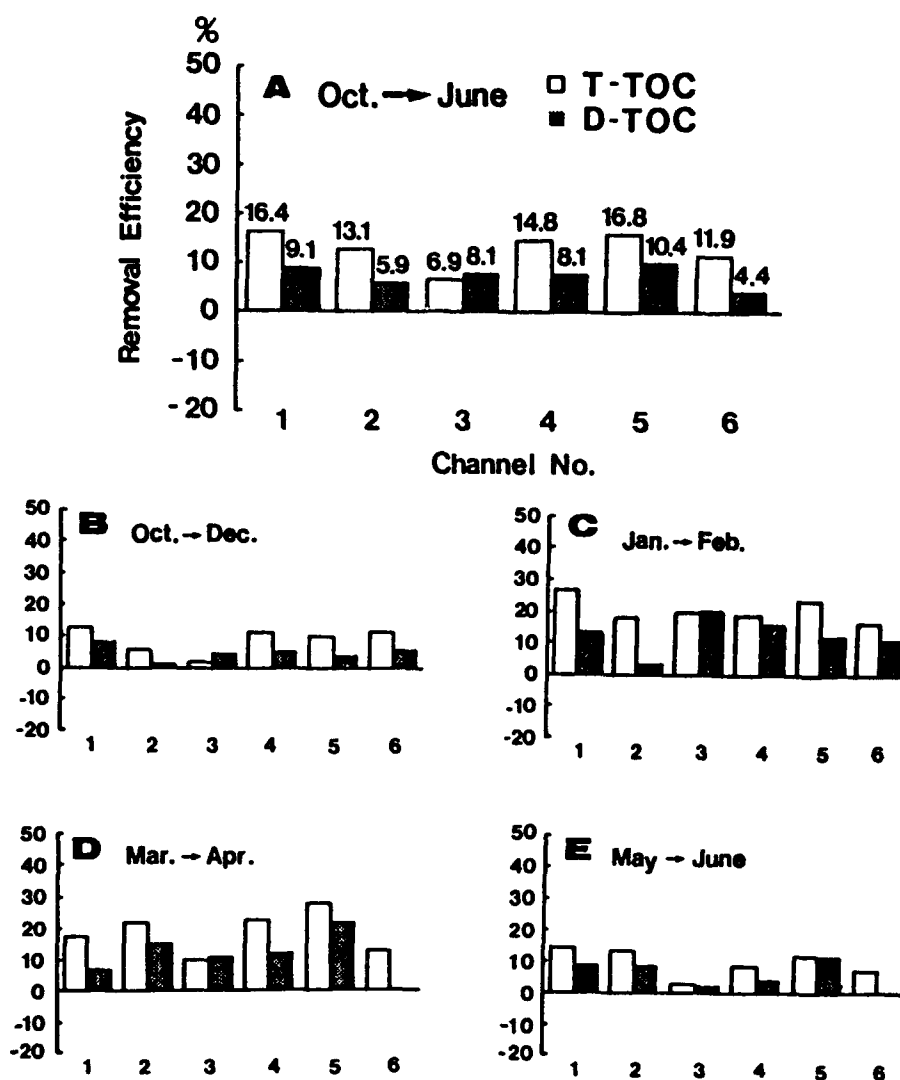 %
50
40
30
20
10
0
-10
-20
Removal Efficiency
A Oct. → June
T-TOC
D-TOC
16.4 9.1 13.1 5.9 6.9 8.1 14.8 8.1 16.8 10.4 11.9 4.4
1 2 3 4 5 6
Channel No.
B Oct. → Dec.
50
40
30
20
10
0
-10
-20
1 2 3 4 5 6
C Jan. → Feb.
50
40
30
20
10
0
-10
-20
1 2 3 4 5 6
D Mar. → Apr.
50
40
30
20
10
0
-10
-20
1 2 3 4 5 6
E May → June
50
40
30
20
10
0
-10
-20
1 2 3 4 5 6